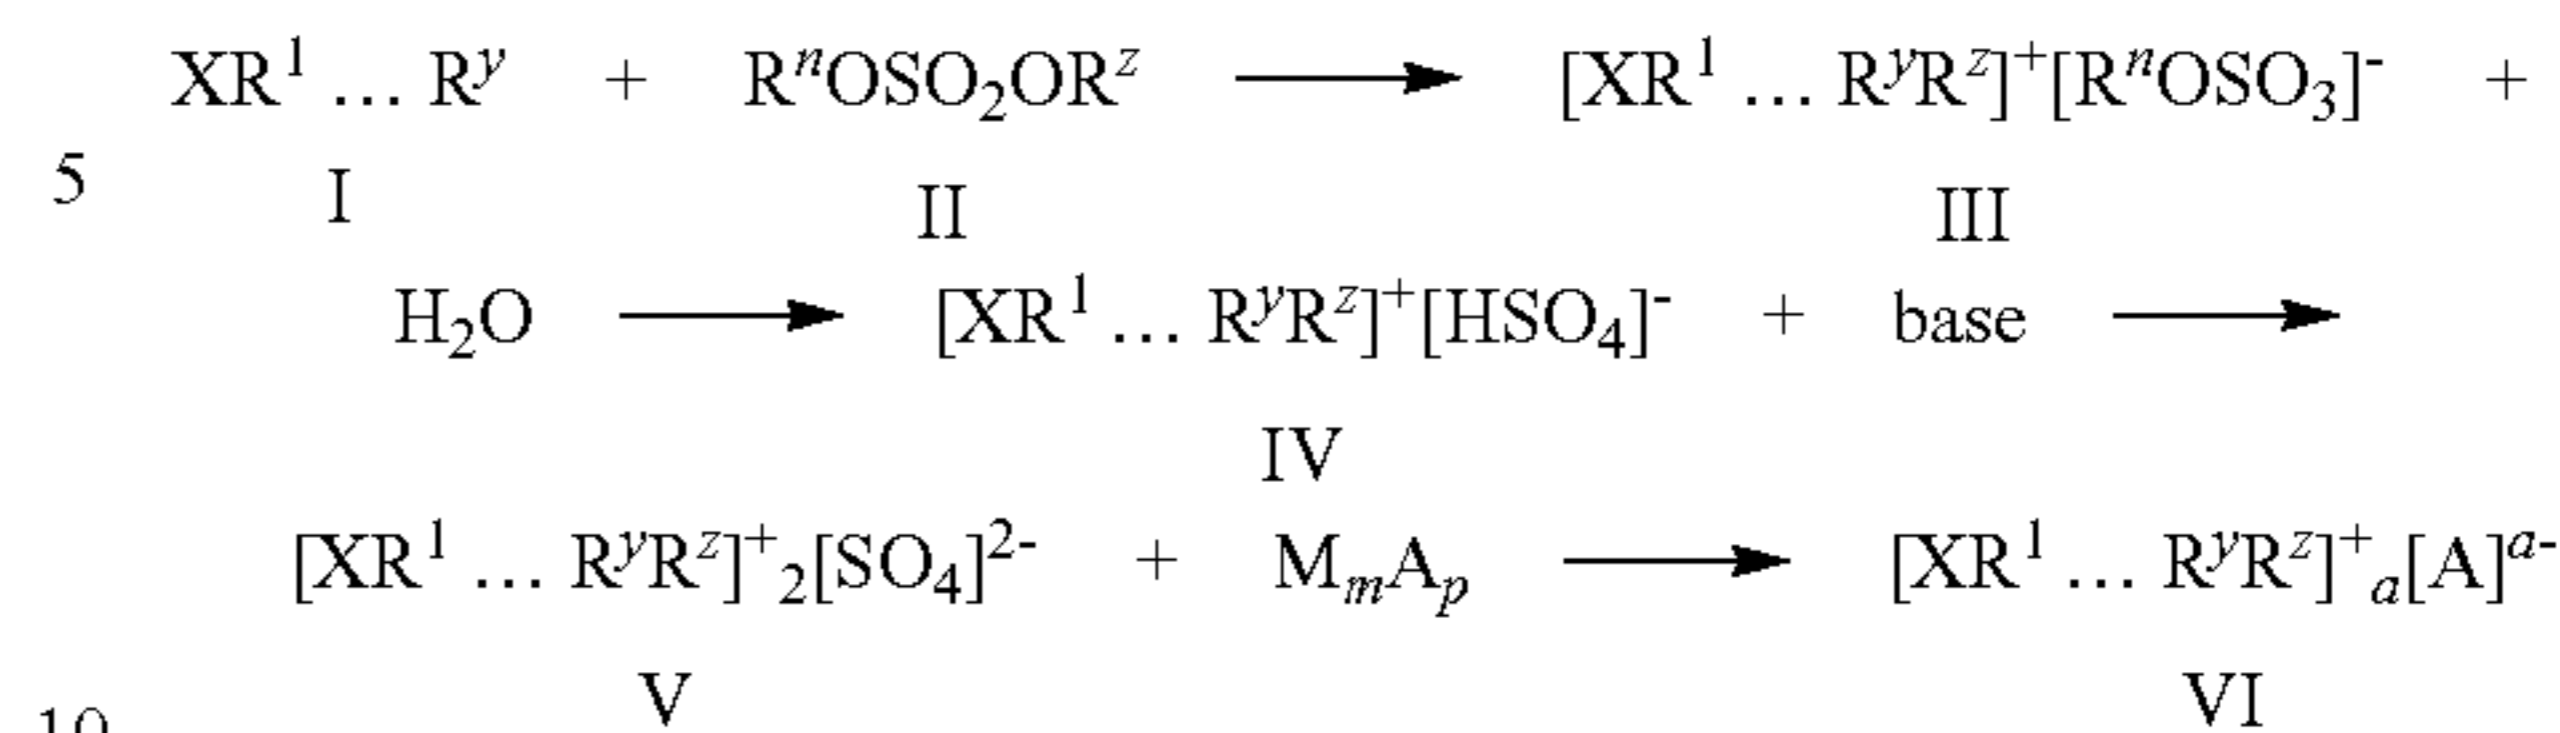 XR¹ ... Rʸ + RⁿOSO₂ORᶻ ⟶ [XR¹ ... RʸRᶻ]⁺[RⁿOSO₃]⁻ +
5 I II III
H₂O ⟶ [XR¹ ... RʸRᶻ]⁺[HSO₄]⁻ + base ⟶
IV
[XR¹ ... RʸRᶻ]⁺₂[SO₄]²⁻ + MₘAₚ ⟶ [XR¹ ... RʸRᶻ]⁺ₐ[A]ᵃ⁻
10 V VI